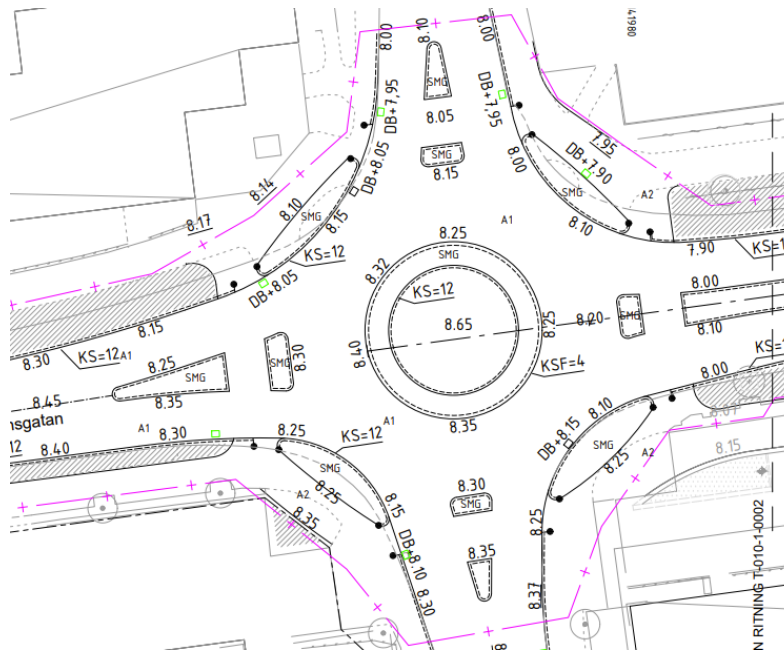 8.00
8.10
8.00
41980
SMG
DB+7,95
DB+7,95
8.05
8.00
7.95
DB+7.90
SMG
8.15
DB+8.05
8.14
8.17
8.10
SMG
8.15
SMG
A2
8.10
A1
8.25
SMG
8.32
KS=12
DB+8.05
KS=12
7.90
8.00
8.65
8.25
8.20
SMG
8.10
8.15
KS=12
A1
8.30
8.25
SMG
8.35
SMG
8.30
8.40
KSF=4
8.35
8.00
8.45
nsgatan
12
8.40
8.30
A1
8.25
KS=12
A1
8.10
DB+8.15
SMG
8.25
A2
8.15
SMG
8.25
A2
8.35
8.15
8.30
SMG
8.25
DB+8.10
8.35
8.30
8.37
N RITNING T-010-1-0002